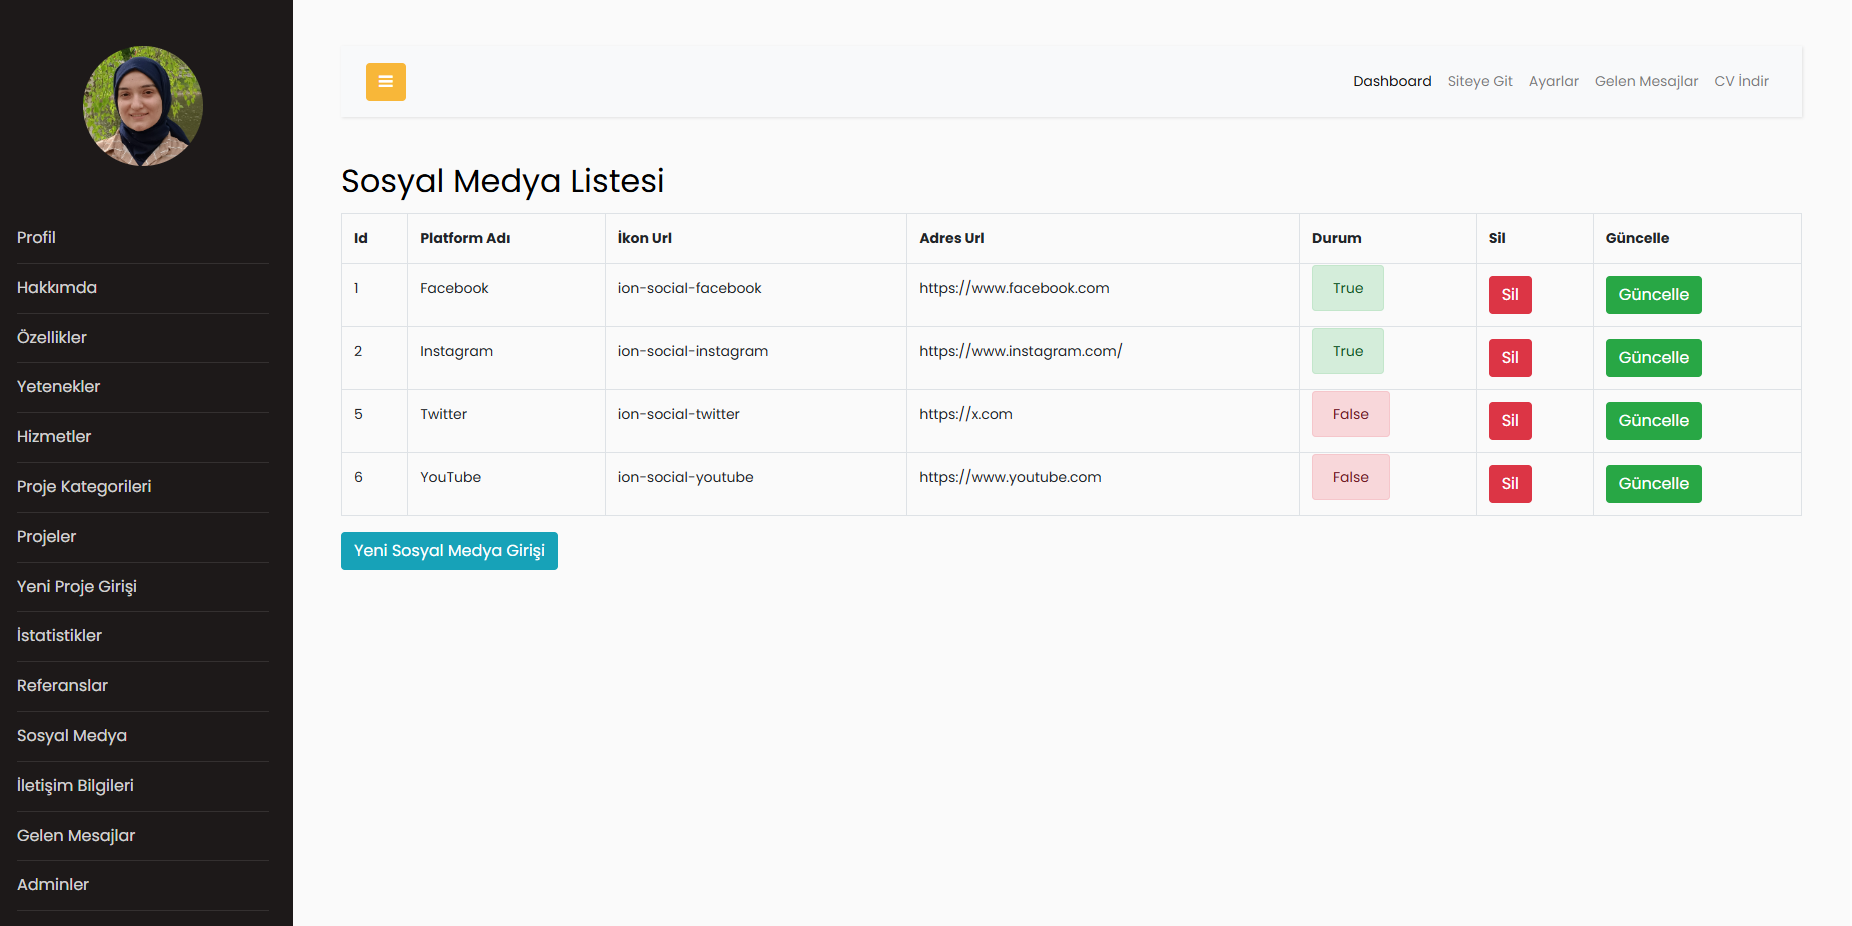 Dashboard Siteye Git Ayarlar Gelen Mesajlar CV İndir
Profil
Hakkımda
Özellikler
Yetenekler
Hizmetler
Proje Kategorileri
Projeler
Yeni Proje Girişi
İstatistikler
Referanslar
Sosyal Medya
İletişim Bilgileri
Gelen Mesajlar
Adminler
Sosyal Medya Listesi
Id Platform Adı İkon Url Adres Url Durum Sil Güncelle
1 Facebook ion-social-facebook https://www.facebook.com True Sil Güncelle
2 Instagram ion-social-instagram https://www.instagram.com/ True Sil Güncelle
5 Twitter ion-social-twitter https://x.com False Sil Güncelle
6 YouTube ion-social-youtube https://www.youtube.com False Sil Güncelle
Yeni Sosyal Medya Girişi